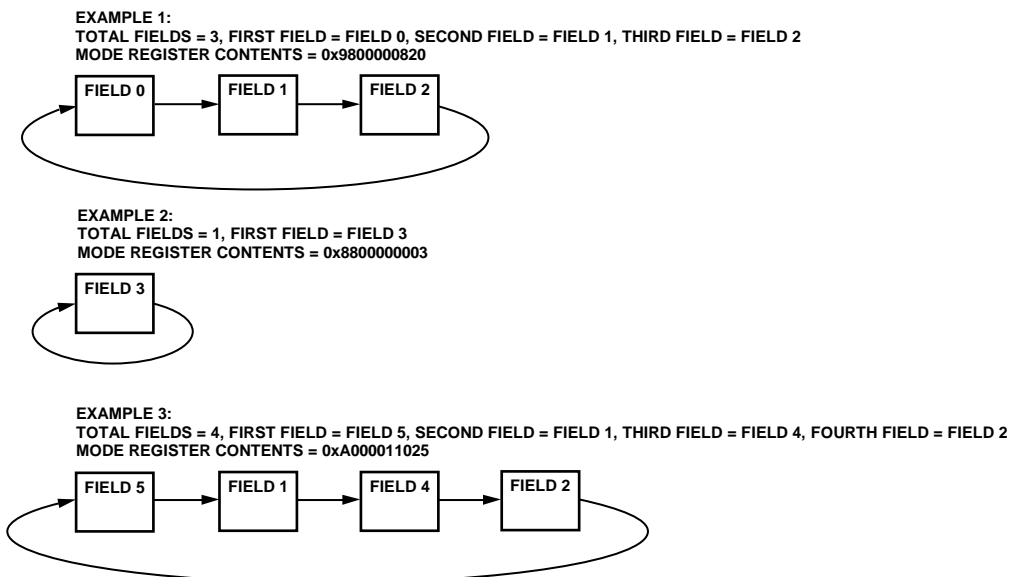 EXAMPLE 1:
TOTAL FIELDS = 3, FIRST FIELD = FIELD 0, SECOND FIELD = FIELD 1, THIRD FIELD = FIELD 2
MODE REGISTER CONTENTS = 0x9800000820
FIELD 0
FIELD 1
FIELD 2
EXAMPLE 2:
TOTAL FIELDS = 1, FIRST FIELD = FIELD 3
MODE REGISTER CONTENTS = 0x8800000003
FIELD 3
EXAMPLE 3:
TOTAL FIELDS = 4, FIRST FIELD = FIELD 5, SECOND FIELD = FIELD 1, THIRD FIELD = FIELD 4, FOURTH FIELD = FIELD 2
MODE REGISTER CONTENTS = 0xA000011025
FIELD 5
FIELD 1
FIELD 4
FIELD 2